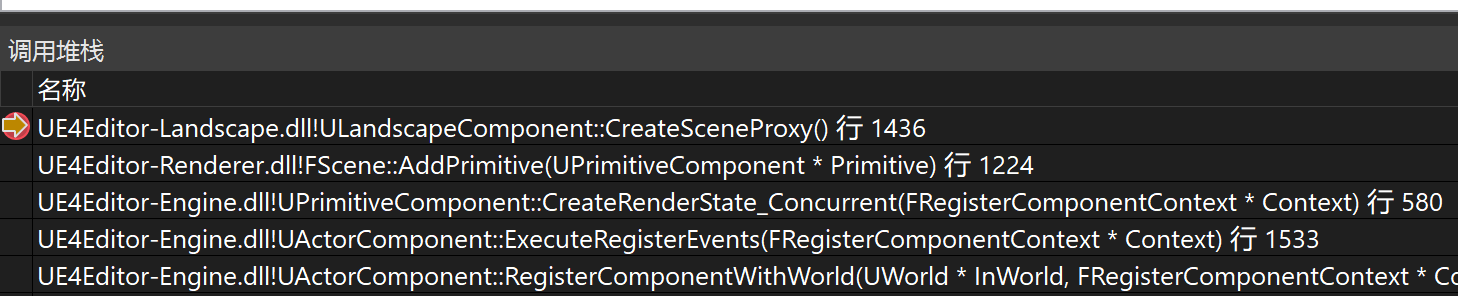 调用堆栈
名称
UE4Editor-Landscape.dll!ULandscapeComponent::CreateSceneProxy() 行 1436
UE4Editor-Renderer.dll!FScene::AddPrimitive(UPrimitiveComponent * Primitive) 行 1224
UE4Editor-Engine.dll!UPrimitiveComponent::CreateRenderState_Concurrent(FRegisterComponentContext * Context) 行 580
UE4Editor-Engine.dll!UActorComponent::ExecuteRegisterEvents(FRegisterComponentContext * Context) 行 1533
UE4Editor-Engine.dll!UActorComponent::RegisterComponentWithWorld(UWorld * InWorld, FRegisterComponentContext * Co